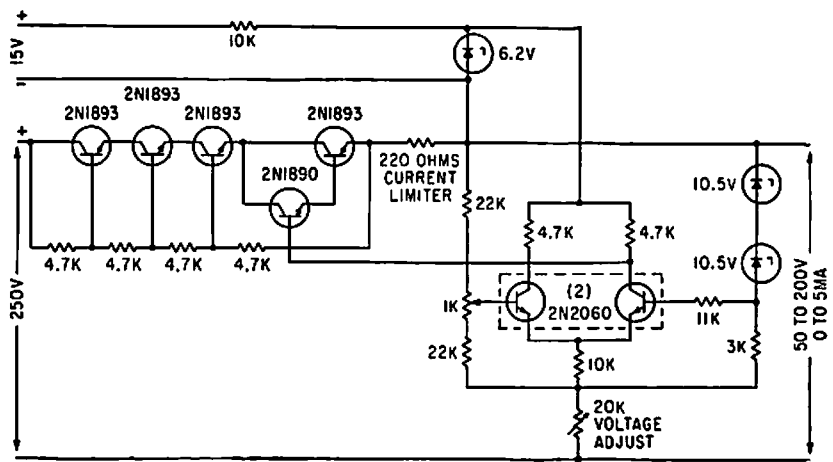 +
10K
15V
6.2V
-
2N1893
2N1893
2N1893
2N1893
+
220 OHMS
CURRENT
LIMITER
2N1890
10.5V
22K
4.7K
4.7K
4.7K
4.7K
4.7K
4.7K
10.5V
250V
(2)
2N2060
1K
11K
50 TO 200V
0 TO 5MA
22K
10K
3K
20K
VOLTAGE
ADJUST